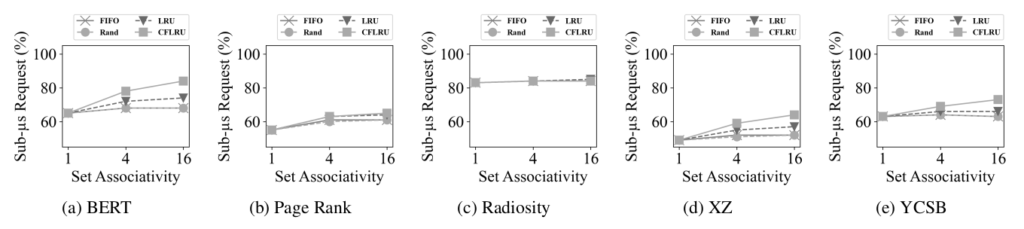 FIFO LRU
Rand CFLRU
Sub-μs Request (%)
100
80
60
1 4 16
Set Associativity
(a) BERT
FIFO LRU
Rand CFLRU
Sub-μs Request (%)
100
80
60
1 4 16
Set Associativity
(b) Page Rank
FIFO LRU
Rand CFLRU
Sub-μs Request (%)
100
80
60
1 4 16
Set Associativity
(c) Radiosity
FIFO LRU
Rand CFLRU
Sub-μs Request (%)
100
80
60
1 4 16
Set Associativity
(d) XZ
FIFO LRU
Rand CFLRU
Sub-μs Request (%)
100
80
60
1 4 16
Set Associativity
(e) YCSB